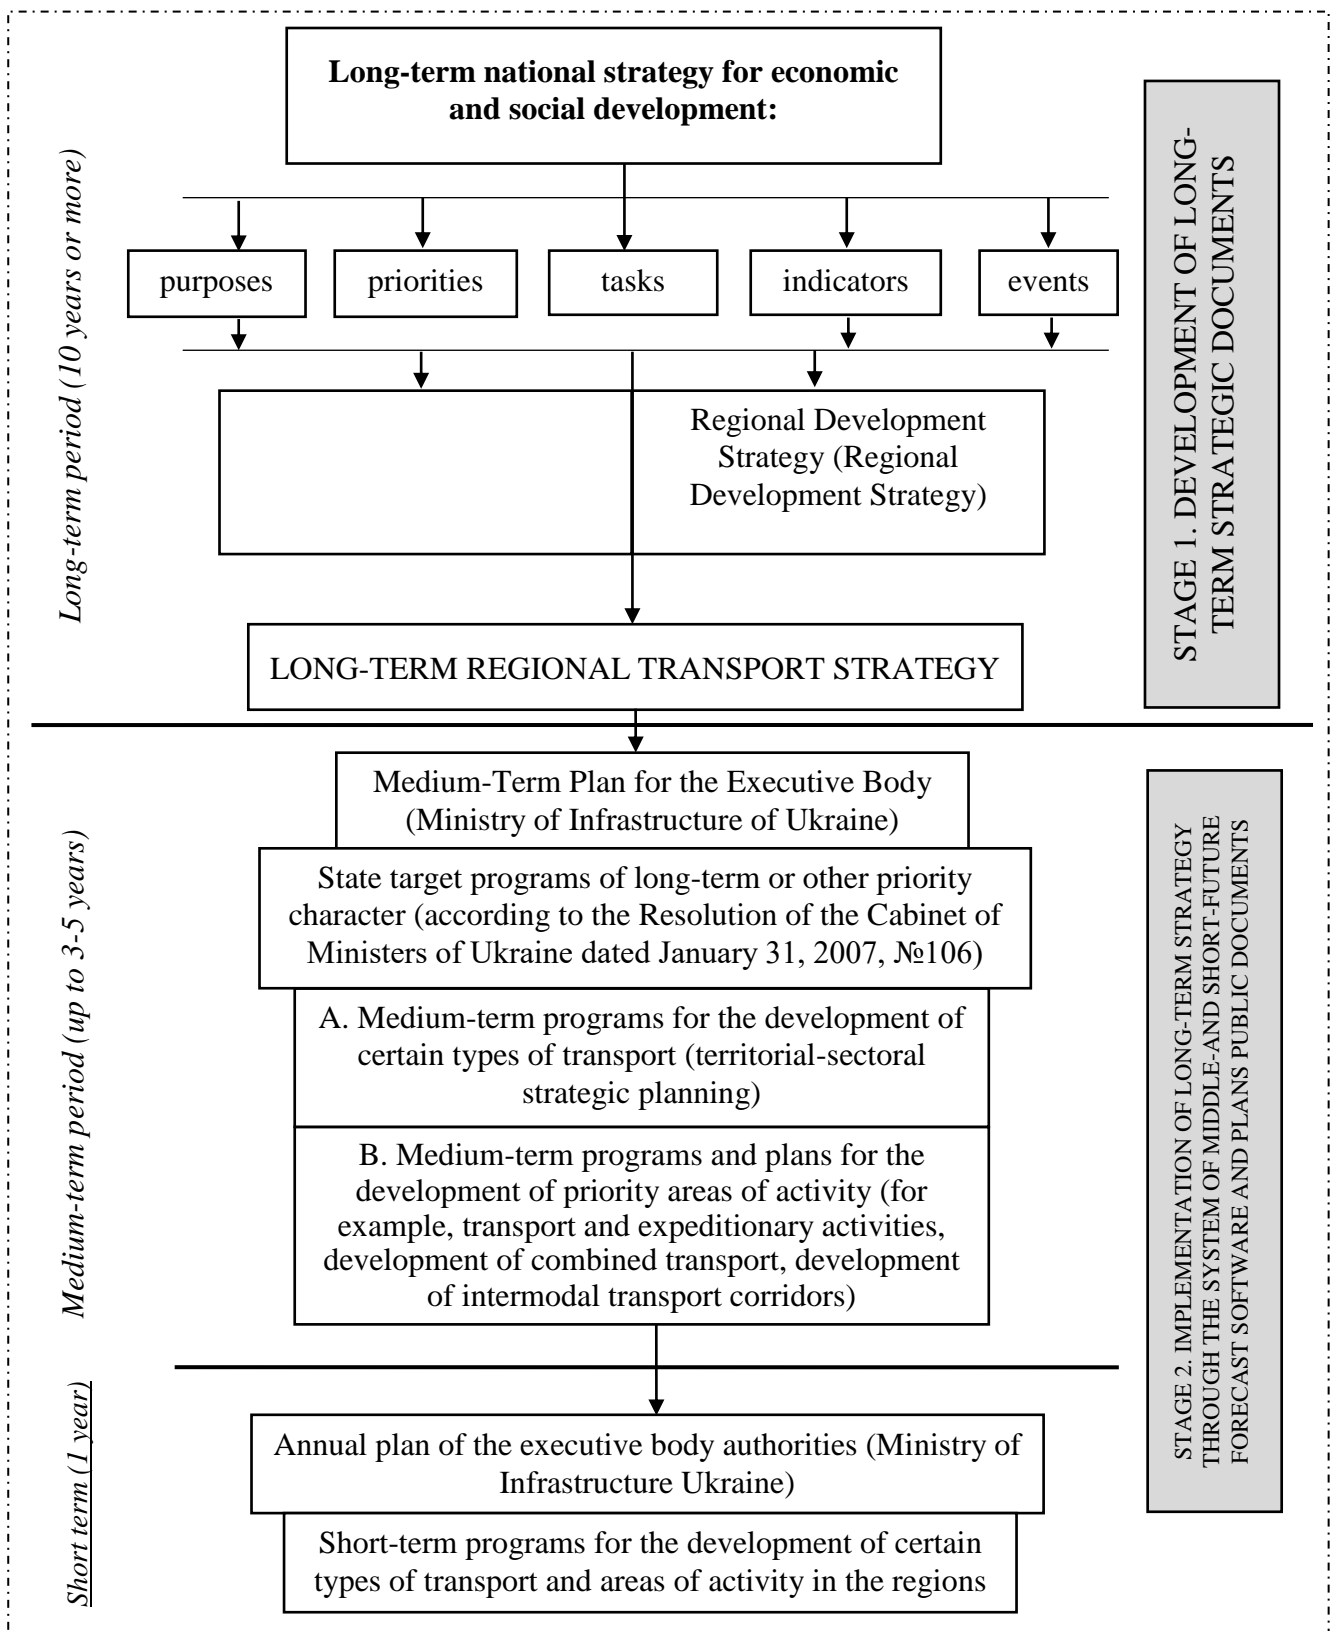 Long-term national strategy for economic
and social development:
purposes
priorities
tasks
indicators
events
Regional Development
Strategy (Regional
Development Strategy)
LONG-TERM REGIONAL TRANSPORT STRATEGY
Long-term period (10 years or more)
STAGE 1. DEVELOPMENT OF LONG-
TERM STRATEGIC DOCUMENTS
Medium-Term Plan for the Executive Body
(Ministry of Infrastructure of Ukraine)
State target programs of long-term or other priority
character (according to the Resolution of the Cabinet of
Ministers of Ukraine dated January 31, 2007, №106)
A. Medium-term programs for the development of
certain types of transport (territorial-sectoral
strategic planning)
B. Medium-term programs and plans for the
development of priority areas of activity (for
example, transport and expeditionary activities,
development of combined transport, development
of intermodal transport corridors)
Medium-term period (up to 3-5 years)
Annual plan of the executive body authorities (Ministry of
Infrastructure Ukraine)
Short-term programs for the development of certain
types of transport and areas of activity in the regions
Short term (1 year)
STAGE 2. IMPLEMENTATION OF LONG-TERM STRATEGY
THROUGH THE SYSTEM OF MIDDLE-AND SHORT-FUTURE
FORECAST SOFTWARE AND PLANS PUBLIC DOCUMENTS